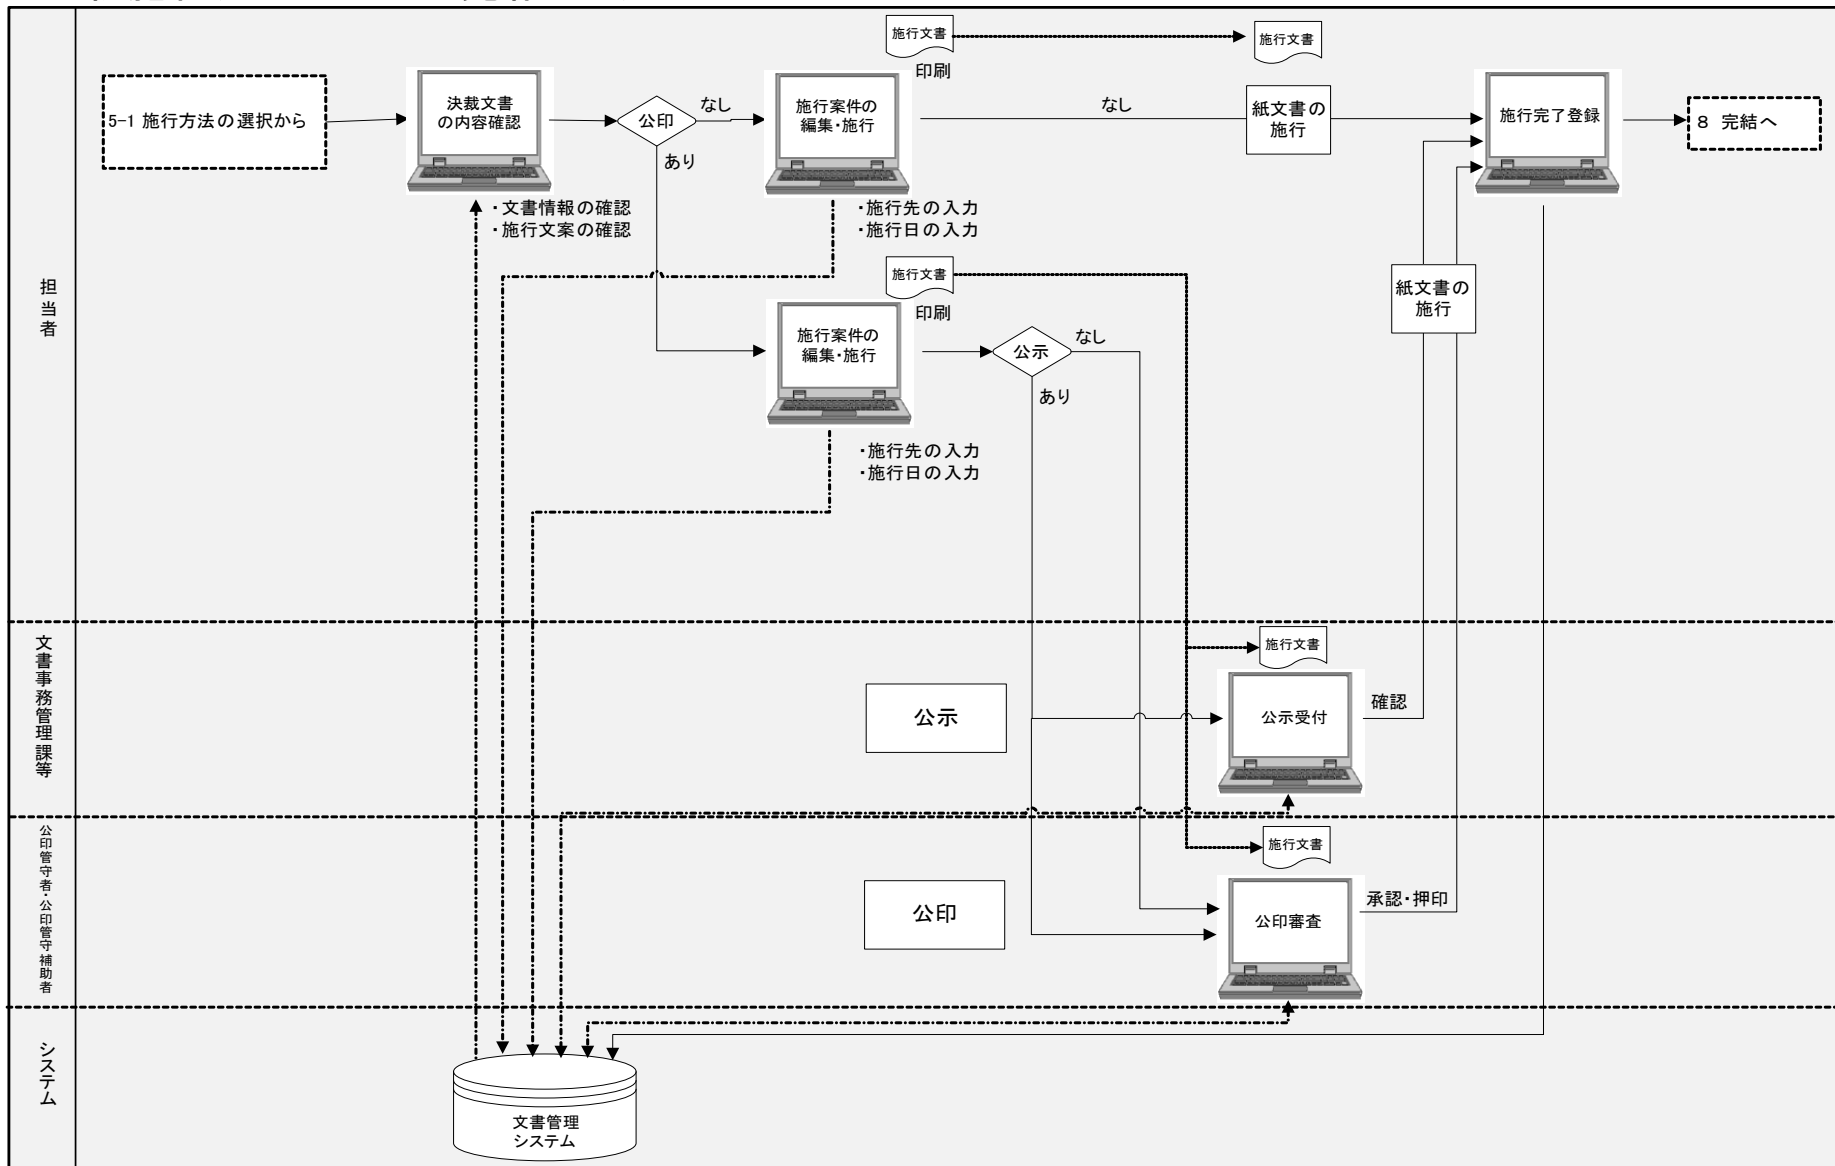 施行文書
印刷
施行文書
5-1 施行方法の選択から
決裁文書
の内容確認
公印
なし
あり
施行案件の
編集・施行
なし
紙文書の
施行
施行完了登録
8 完結へ
・文書情報の確認
・施行文案の確認
・施行先の入力
・施行日の入力
担当者
施行文書
印刷
紙文書の
施行
施行案件の
編集・施行
公示
なし
あり
・施行先の入力
・施行日の入力
文書事務管理課等
施行文書
公示
公示受付
確認
公印管守者・公印管守補助者
施行文書
公印
公印審査
承認・押印
システム
文書管理
システム